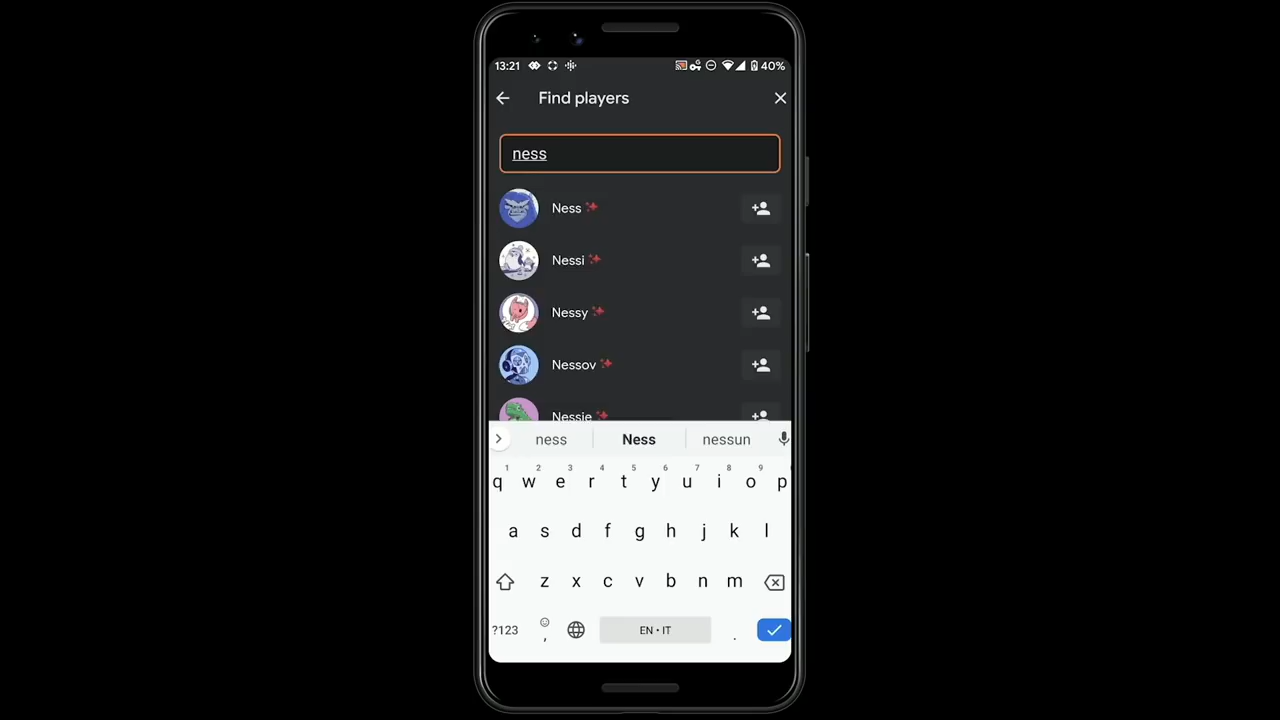 13:21 40%
Find players
ness
Ness
Nessi
Nessy
Nessov
Nessie
ness Ness nessun
1 2 3 4 5 6 7 8 9
q w e r t y u i o p
a s d f g h j k l
z x c v b n m
?123 , EN • IT .